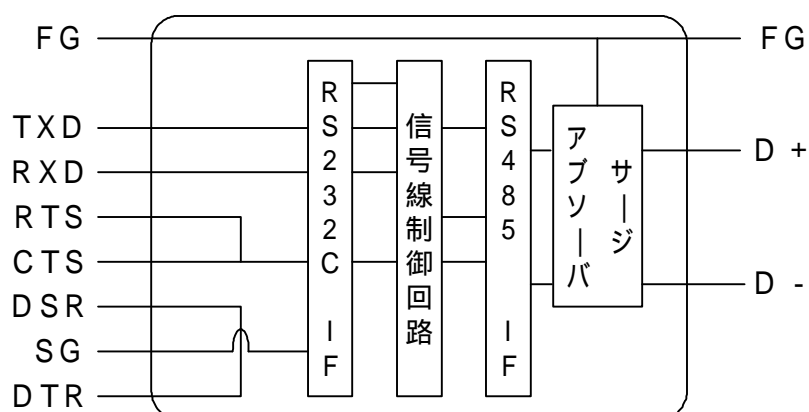 FG
TXD
RXD
RTS
CTS
DSR
SG
DTR
RS232C IF
信号線制御回路
RS485 IF
サージ
アブソーバ
FG
D +
D -